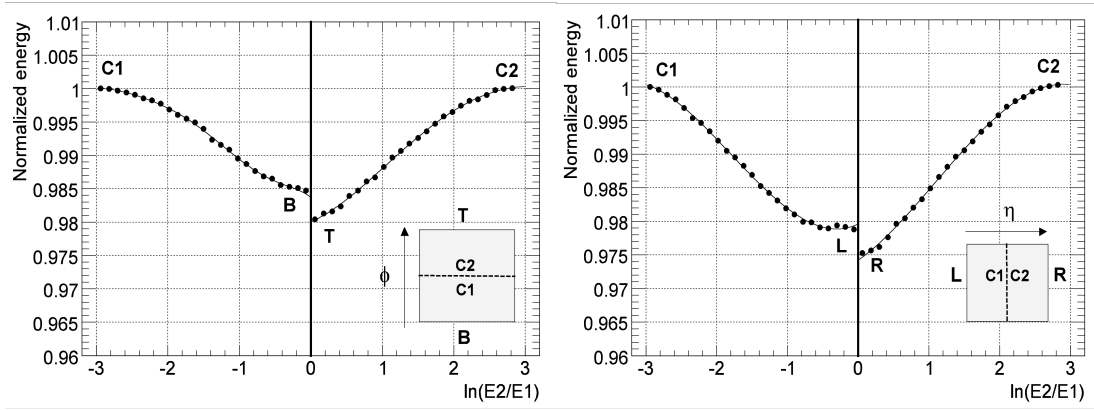 Normalized energy
1.01
1.005
1
0.995
0.99
0.985
0.98
0.975
0.97
0.965
0.96
C1
C2
B
T
T
C2
C1
B
ϕ
-3 -2 -1 0 1 2 3
ln(E2/E1)
Normalized energy
1.01
1.005
1
0.995
0.99
0.985
0.98
0.975
0.97
0.965
0.96
C1
C2
L
R
η
L C1 C2 R
-3 -2 -1 0 1 2 3
ln(E2/E1)